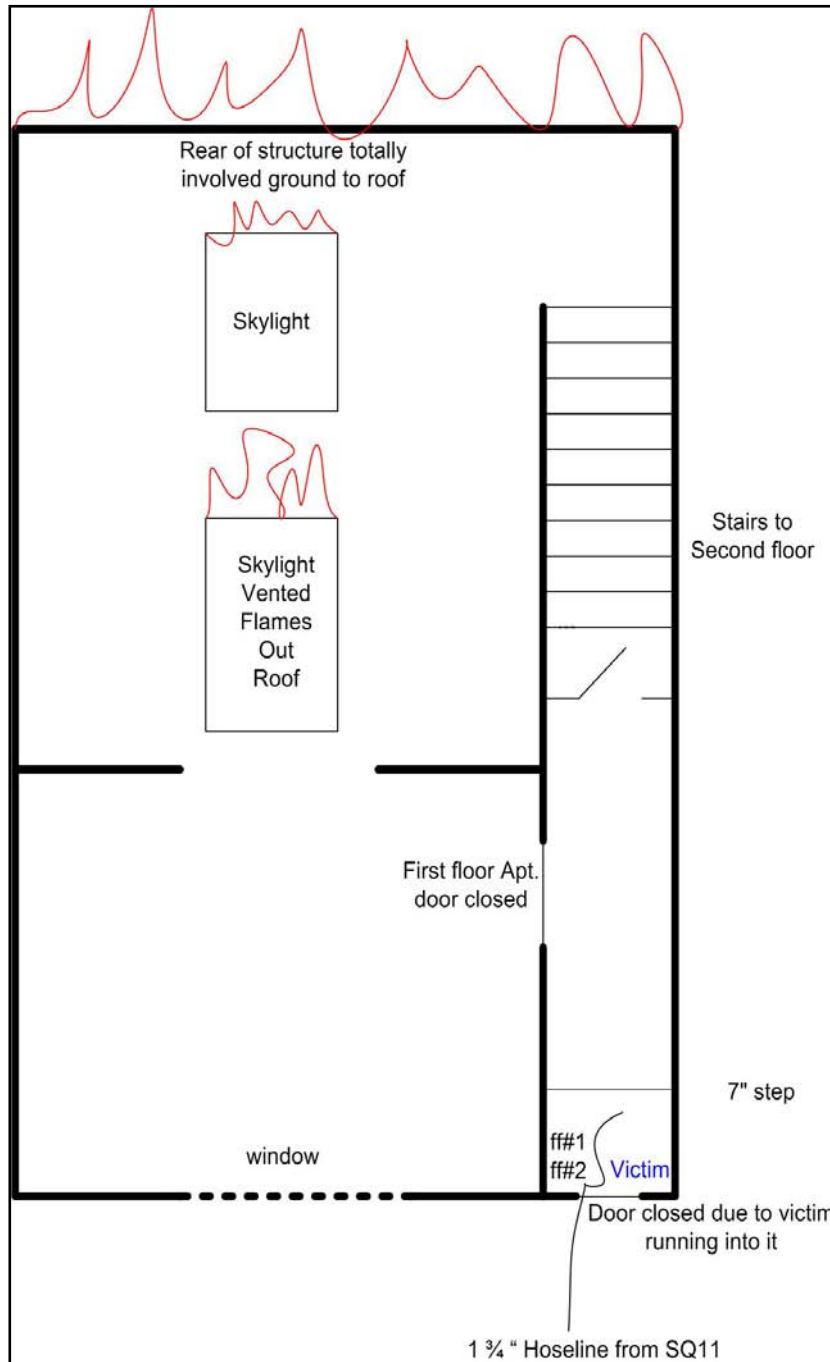 Rear of structure totally
involved ground to roof
Skylight
Skylight
Vented
Flames
Out
Roof
Stairs to
Second floor
First floor Apt.
door closed
7" step
ff#1
ff#2
Victim
window
Door closed due to victim
running into it
1 ¾ “ Hoseline from SQ11